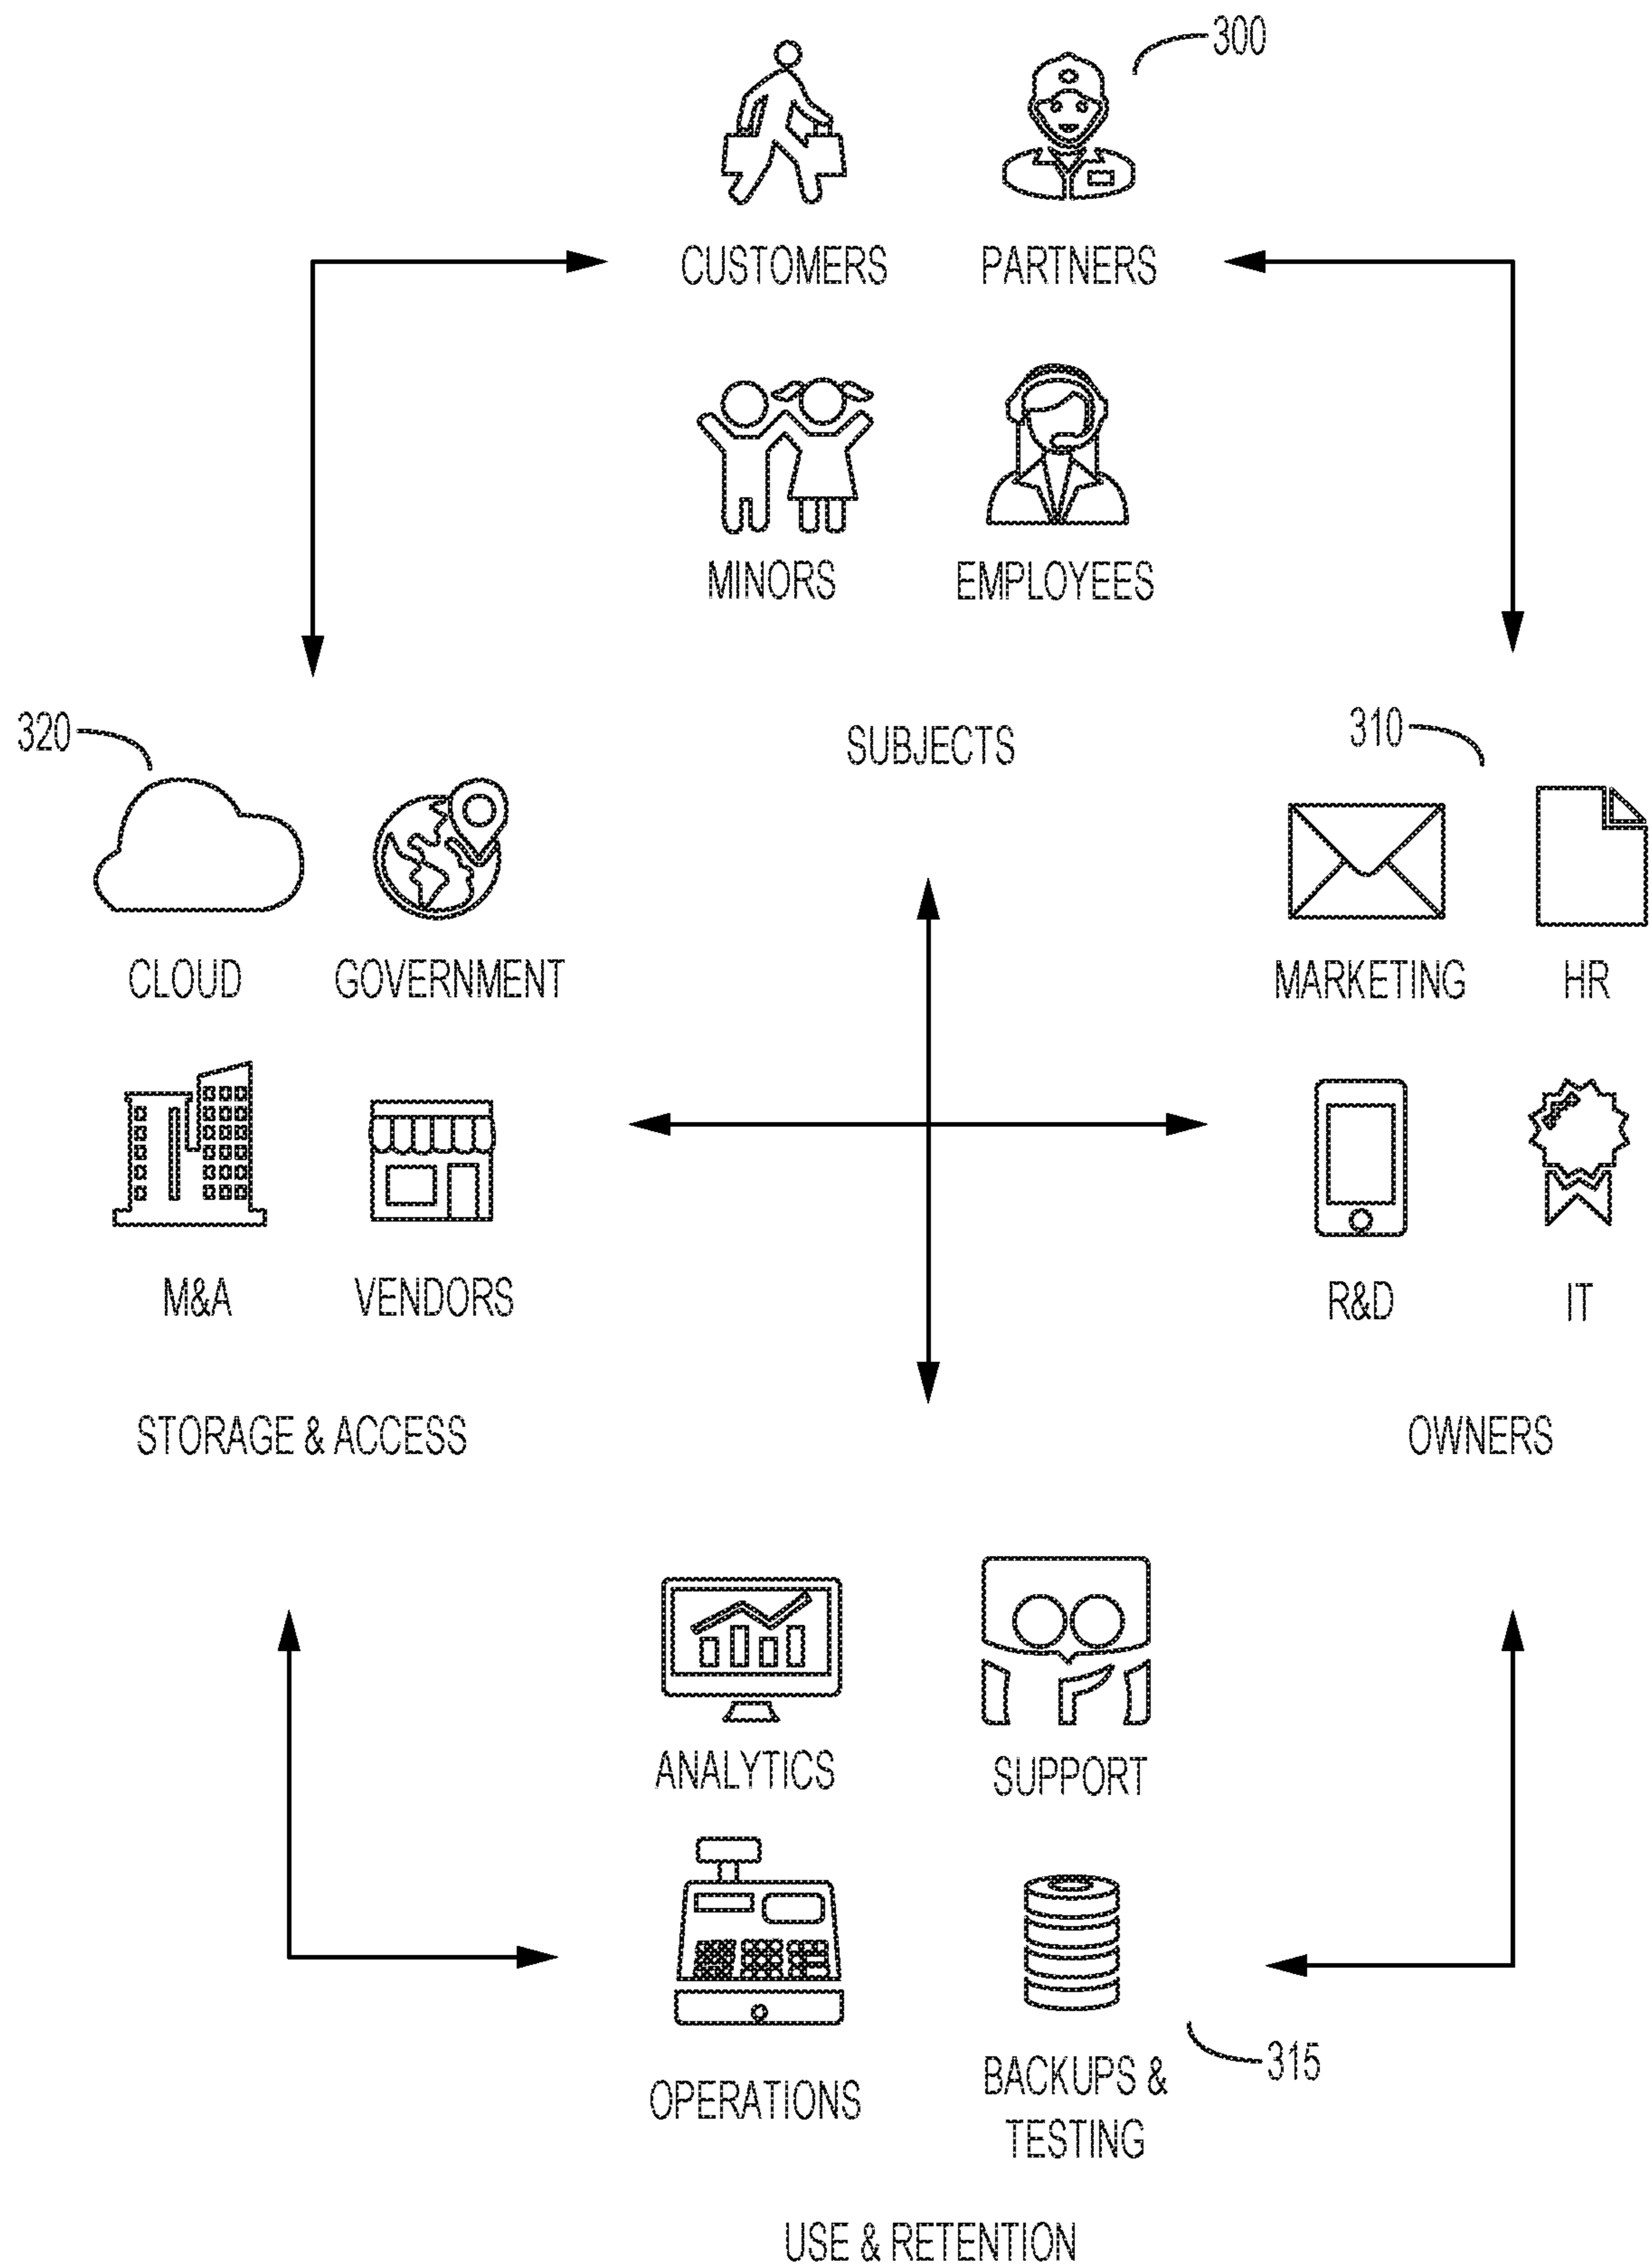 300
CUSTOMERS
PARTNERS
MINORS
EMPLOYEES
SUBJECTS
320
CLOUD
GOVERNMENT
M&A
VENDORS
STORAGE & ACCESS
310
MARKETING
HR
R&D
IT
OWNERS
ANALYTICS
SUPPORT
OPERATIONS
BACKUPS &
TESTING
315
USE & RETENTION